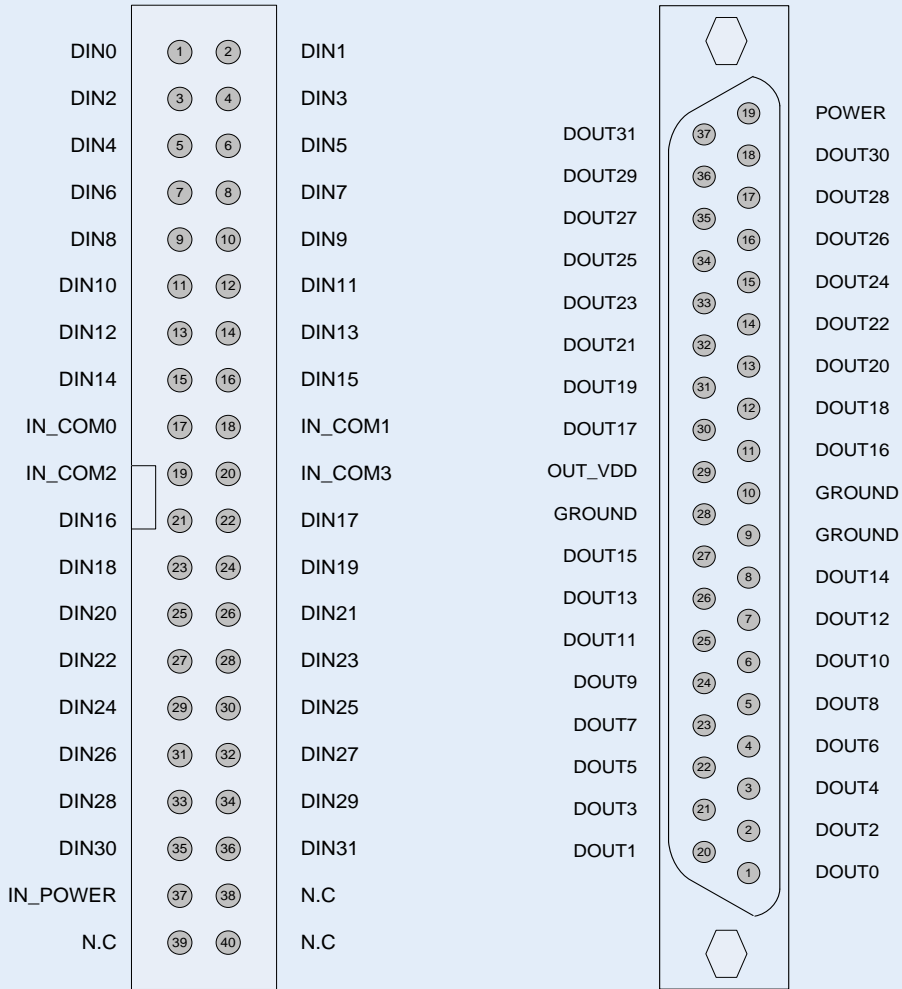 DIN0 1 2 DIN1
DIN2 3 4 DIN3
DIN4 5 6 DIN5
DIN6 7 8 DIN7
DIN8 9 10 DIN9
DIN10 11 12 DIN11
DIN12 13 14 DIN13
DIN14 15 16 DIN15
IN_COM0 17 18 IN_COM1
IN_COM2 19 20 IN_COM3
DIN16 21 22 DIN17
DIN18 23 24 DIN19
DIN20 25 26 DIN21
DIN22 27 28 DIN23
DIN24 29 30 DIN25
DIN26 31 32 DIN27
DIN28 33 34 DIN29
DIN30 35 36 DIN31
IN_POWER 37 38 N.C
N.C 39 40 N.C
19 POWER
DOUT31 37
18 DOUT30
DOUT29 36
17 DOUT28
DOUT27 35
16 DOUT26
DOUT25 34
15 DOUT24
DOUT23 33
14 DOUT22
DOUT21 32
13 DOUT20
DOUT19 31
12 DOUT18
DOUT17 30
11 DOUT16
OUT_VDD 29
10 GROUND
GROUND 28
9 GROUND
DOUT15 27
8 DOUT14
DOUT13 26
7 DOUT12
DOUT11 25
6 DOUT10
DOUT9 24
5 DOUT8
DOUT7 23
4 DOUT6
DOUT5 22
3 DOUT4
DOUT3 21
2 DOUT2
DOUT1 20
1 DOUT0